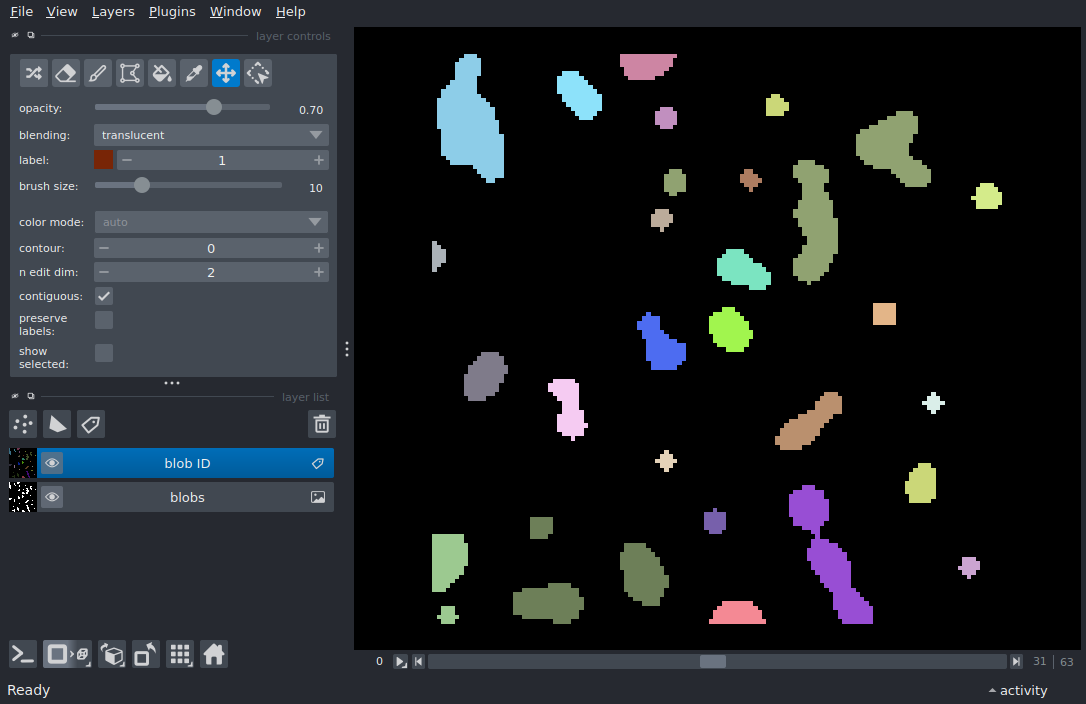 File View Layers Plugins Window Help
layer controls
opacity: 0.70
blending: translucent
label: 1
brush size: 10
color mode: auto
contour: 0
n edit dim: 2
contiguous:
preserve
labels:
show
selected:
layer list
blob ID
blobs
0 31 | 63
Ready activity